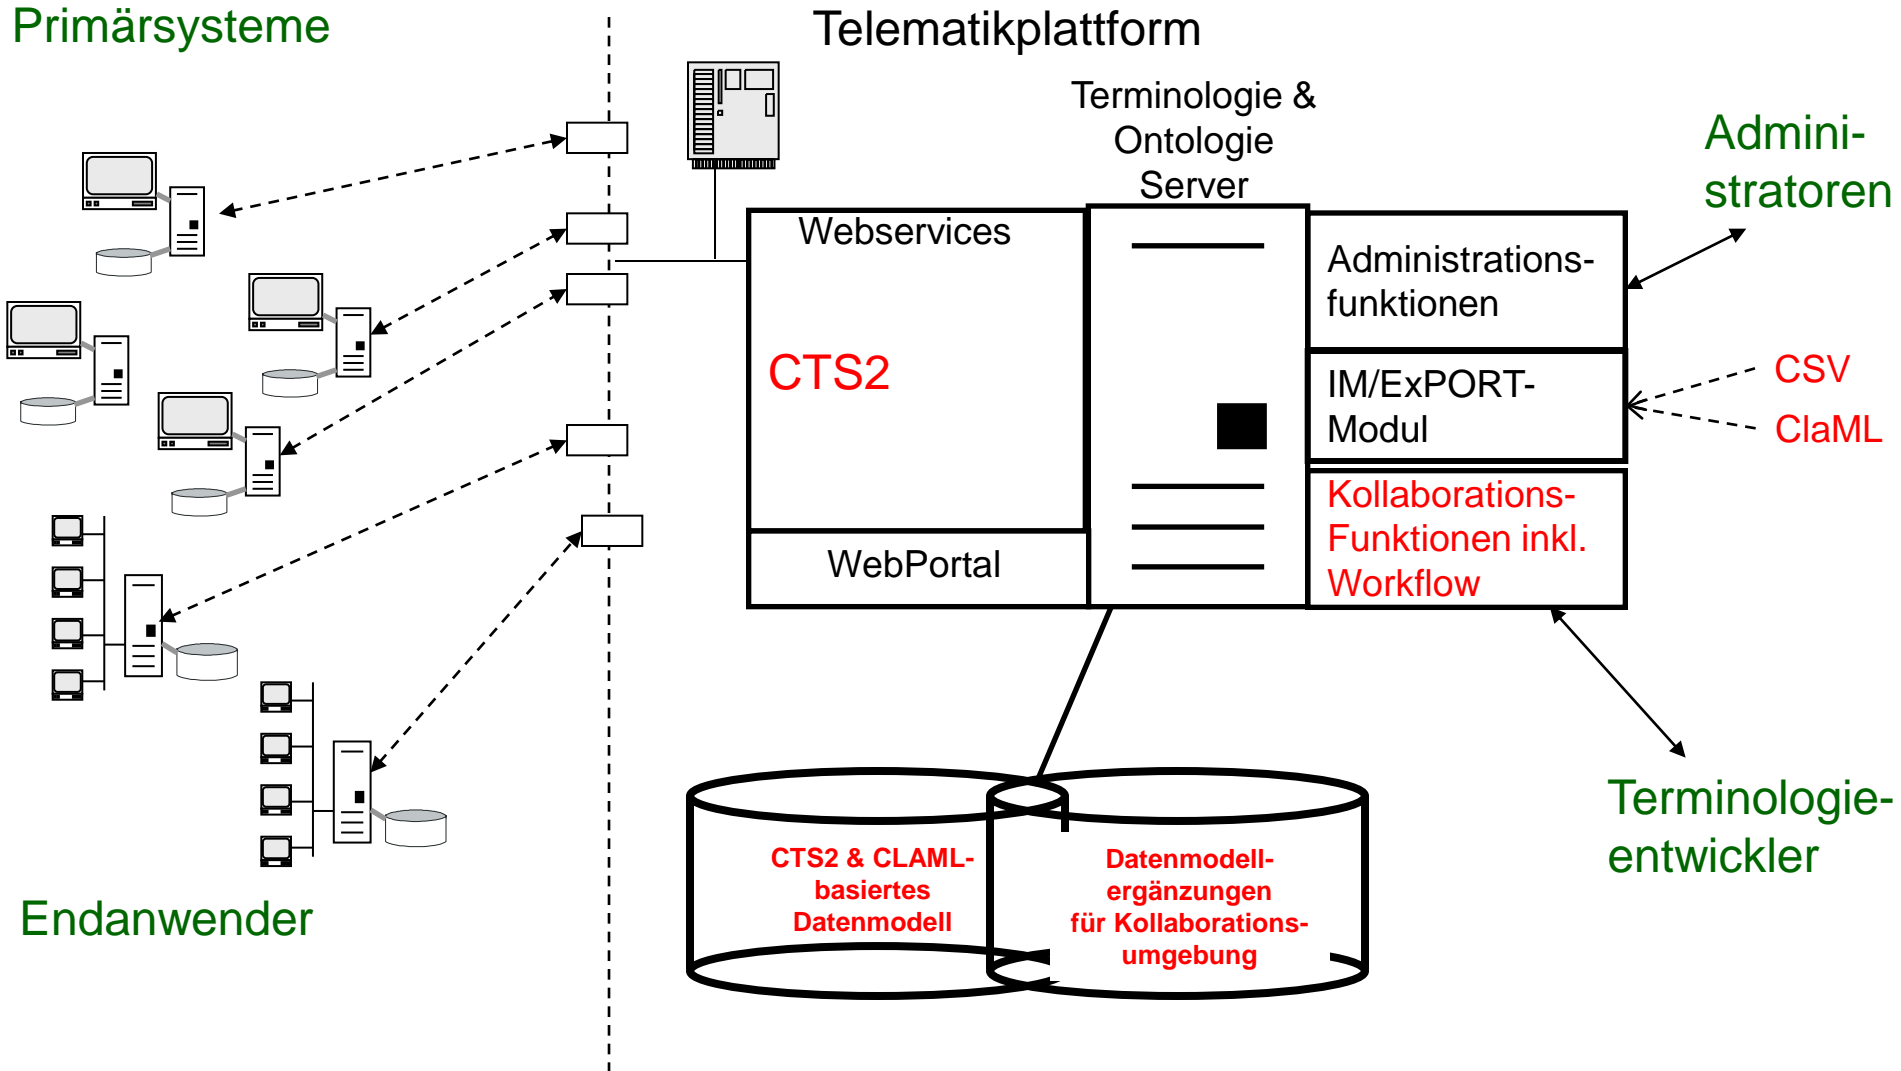 Primärsysteme
Telematikplattform
Terminologie &
Ontologie
Server
Admini-
stratoren
Webservices
CTS2
WebPortal
Administrations-
funktionen
IM/ExPORT-
Modul
CSV
ClaML
Kollaborations-
Funktionen inkl.
Workflow
Terminologie-
entwickler
CTS2 & CLAML-
basiertes
Datenmodell
Datenmodell-
ergänzungen
für Kollaborations-
umgebung
Endanwender